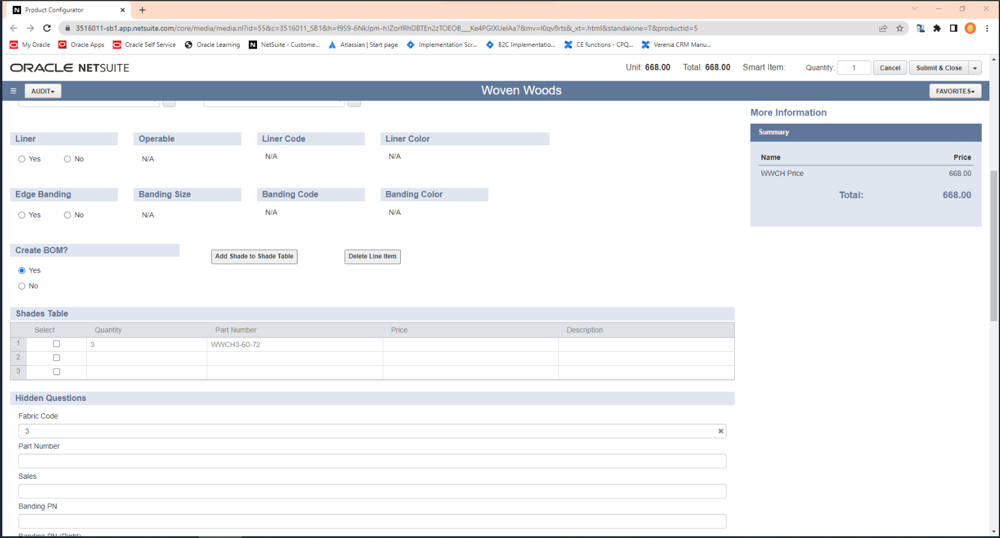 Product Configurator
3516011-sb1.app.netsuite.com/core/media/media.nl?id=55&c=3516011_SB1&h=f9S9-6NkJpm-hJZorfRhDBTEn2zTOEOB___Ke4PGIXUelAa7&mv=l0qv8rts&_xt=.html&standalone=T&productid=5
My Oracle Oracle Apps Oracle Self Service Oracle Learning NetSuite - Custome... Atlassian | Start page Implementation Scr... B2C Implementatio... CE functions - CPQ... Verenia CRM Manu...
ORACLE NETSUITE Unit: 668.00 Total: 668.00 Smart Item: Quantity: 1 Cancel Submit & Close
AUDIT Woven Woods FAVORITES
More Information
Summary
Name Price
WWCH Price 668.00
Total: 668.00
Liner Operable Liner Code Liner Color
Yes No N/A N/A N/A
Edge Banding Banding Size Banding Code Banding Color
Yes No N/A N/A N/A
Create BOM? Add Shade to Shade Table Delete Line Item
Yes
No
Shades Table
Select Quantity Part Number Price Description
1 3 WWCH3-60-72
2
3
Hidden Questions
Fabric Code
3
Part Number
Sales
Banding PN
Banding PN (Right)